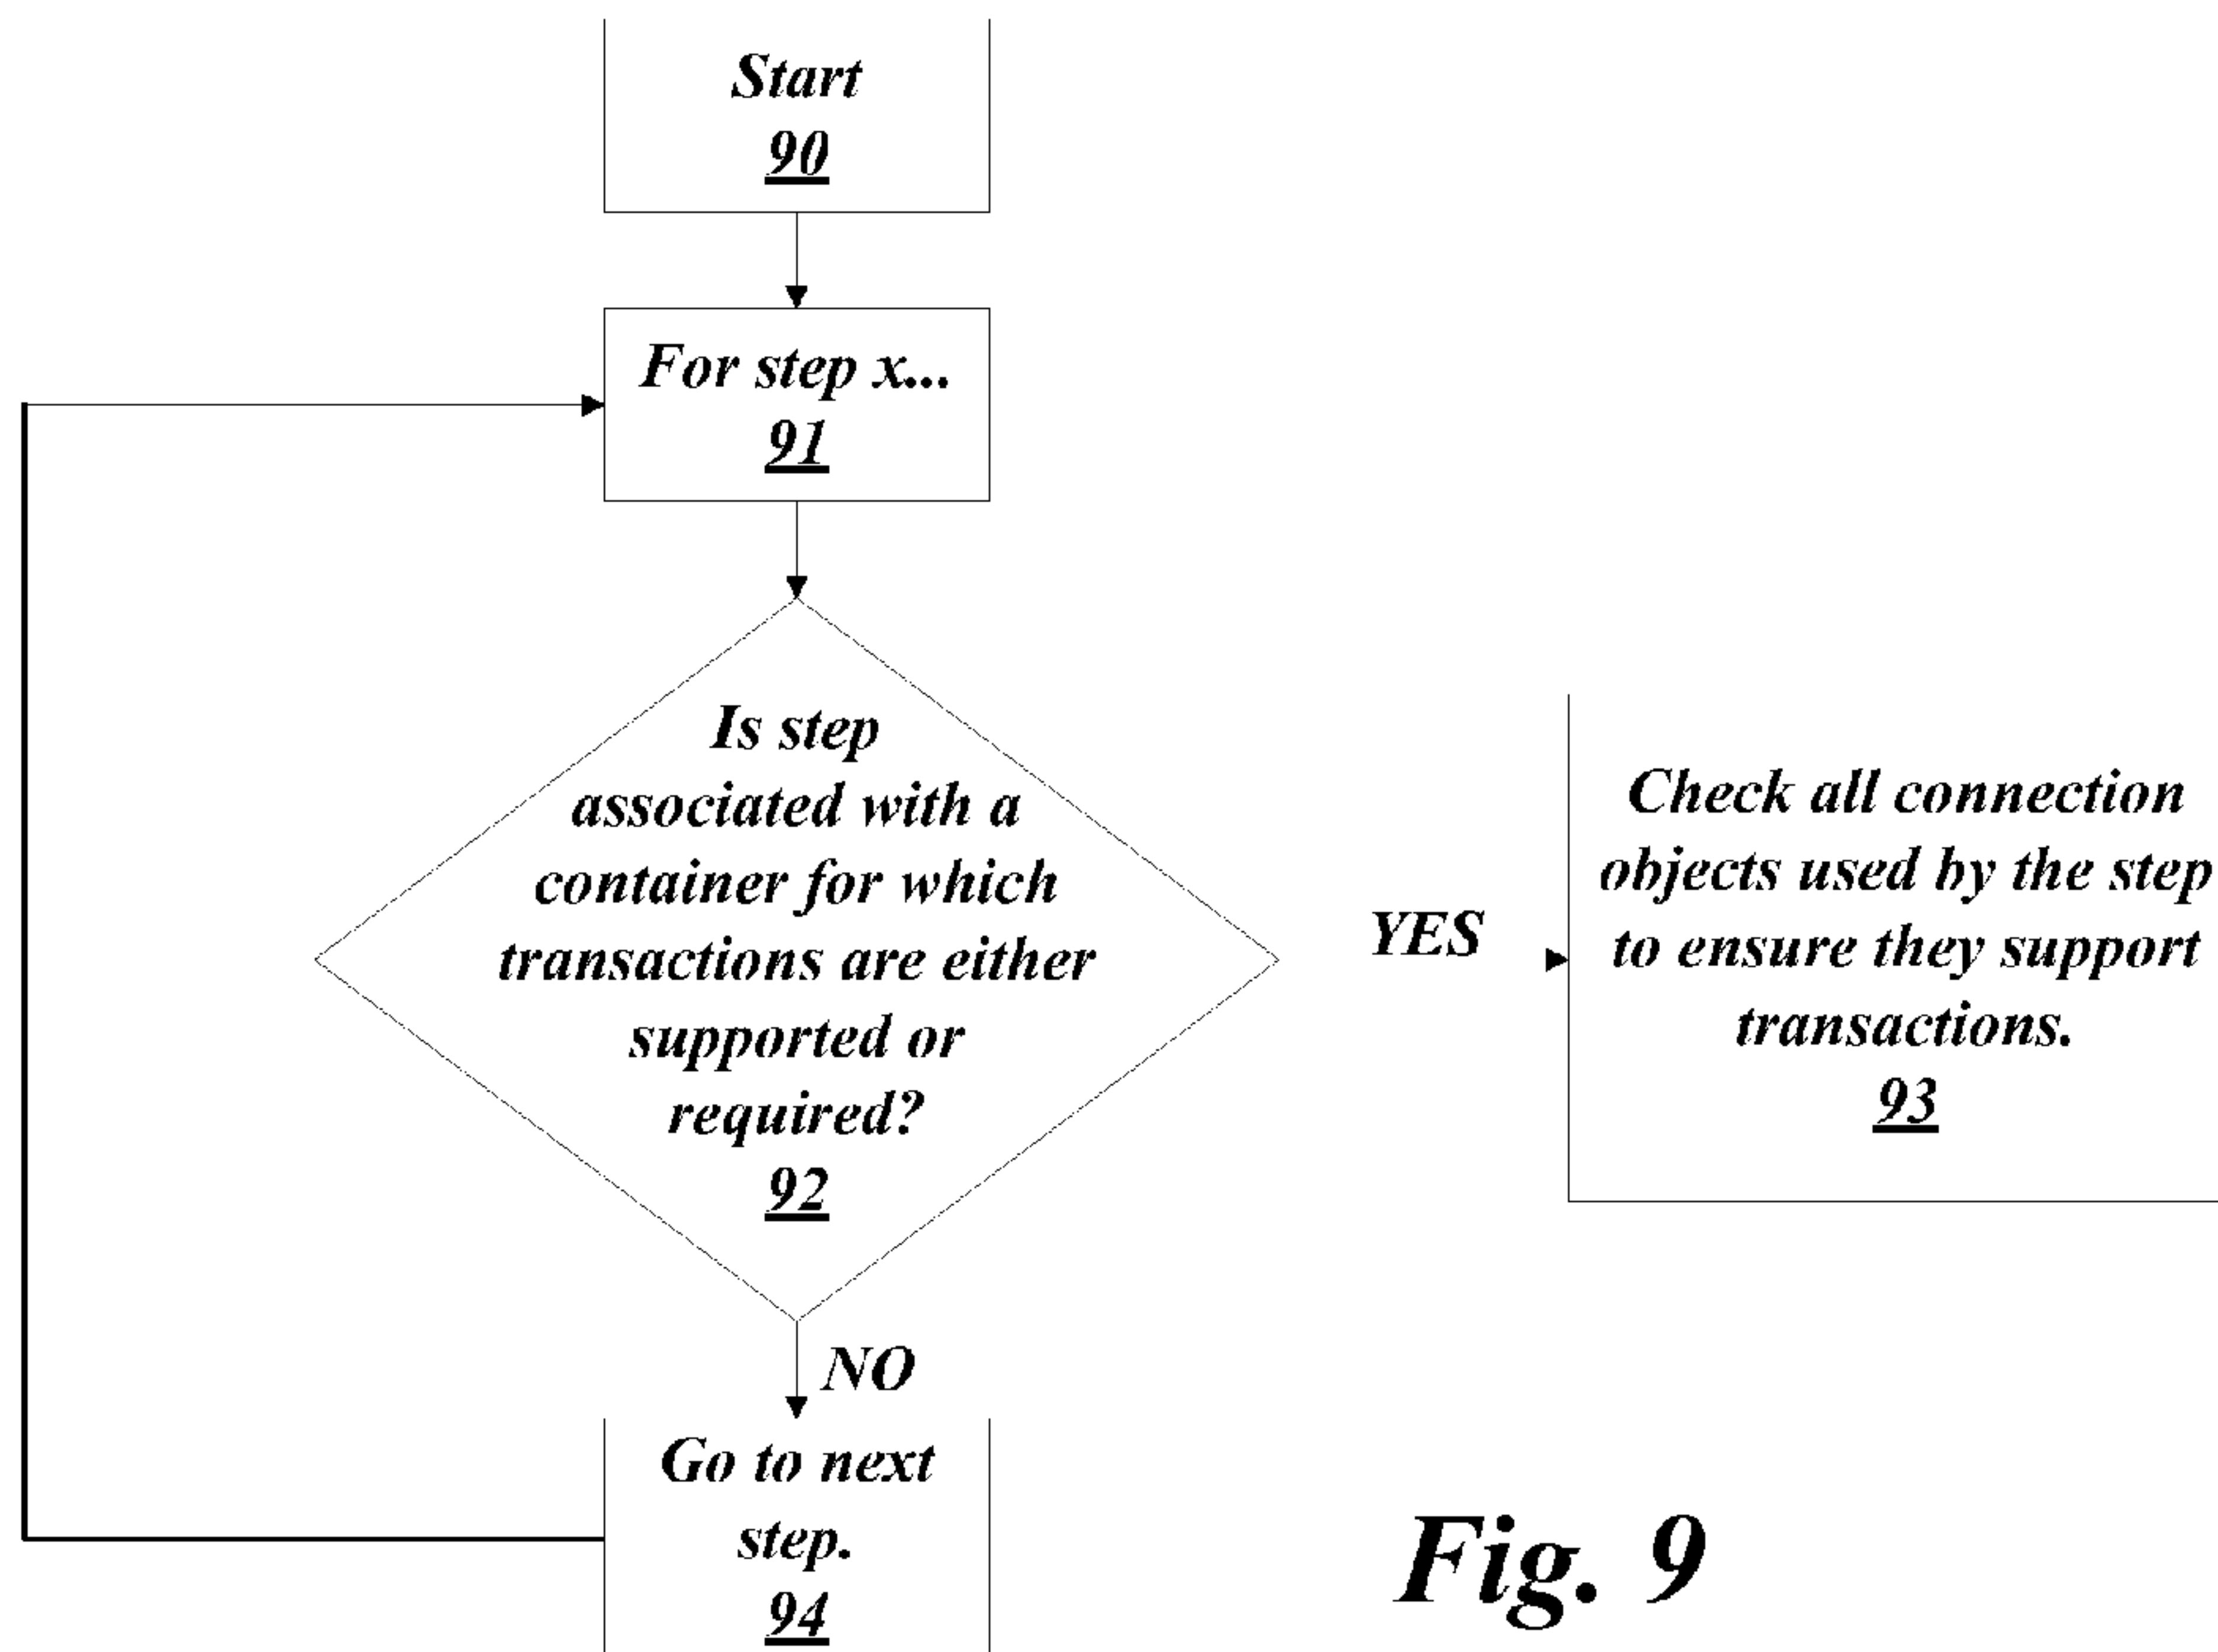 Start
90
For step x...
91
Is step
associated with a
container for which
transactions are either
supported or
required?
92
YES
Check all connection
objects used by the step
to ensure they support
transactions.
93
NO
Go to next
step.
94
Fig. 9